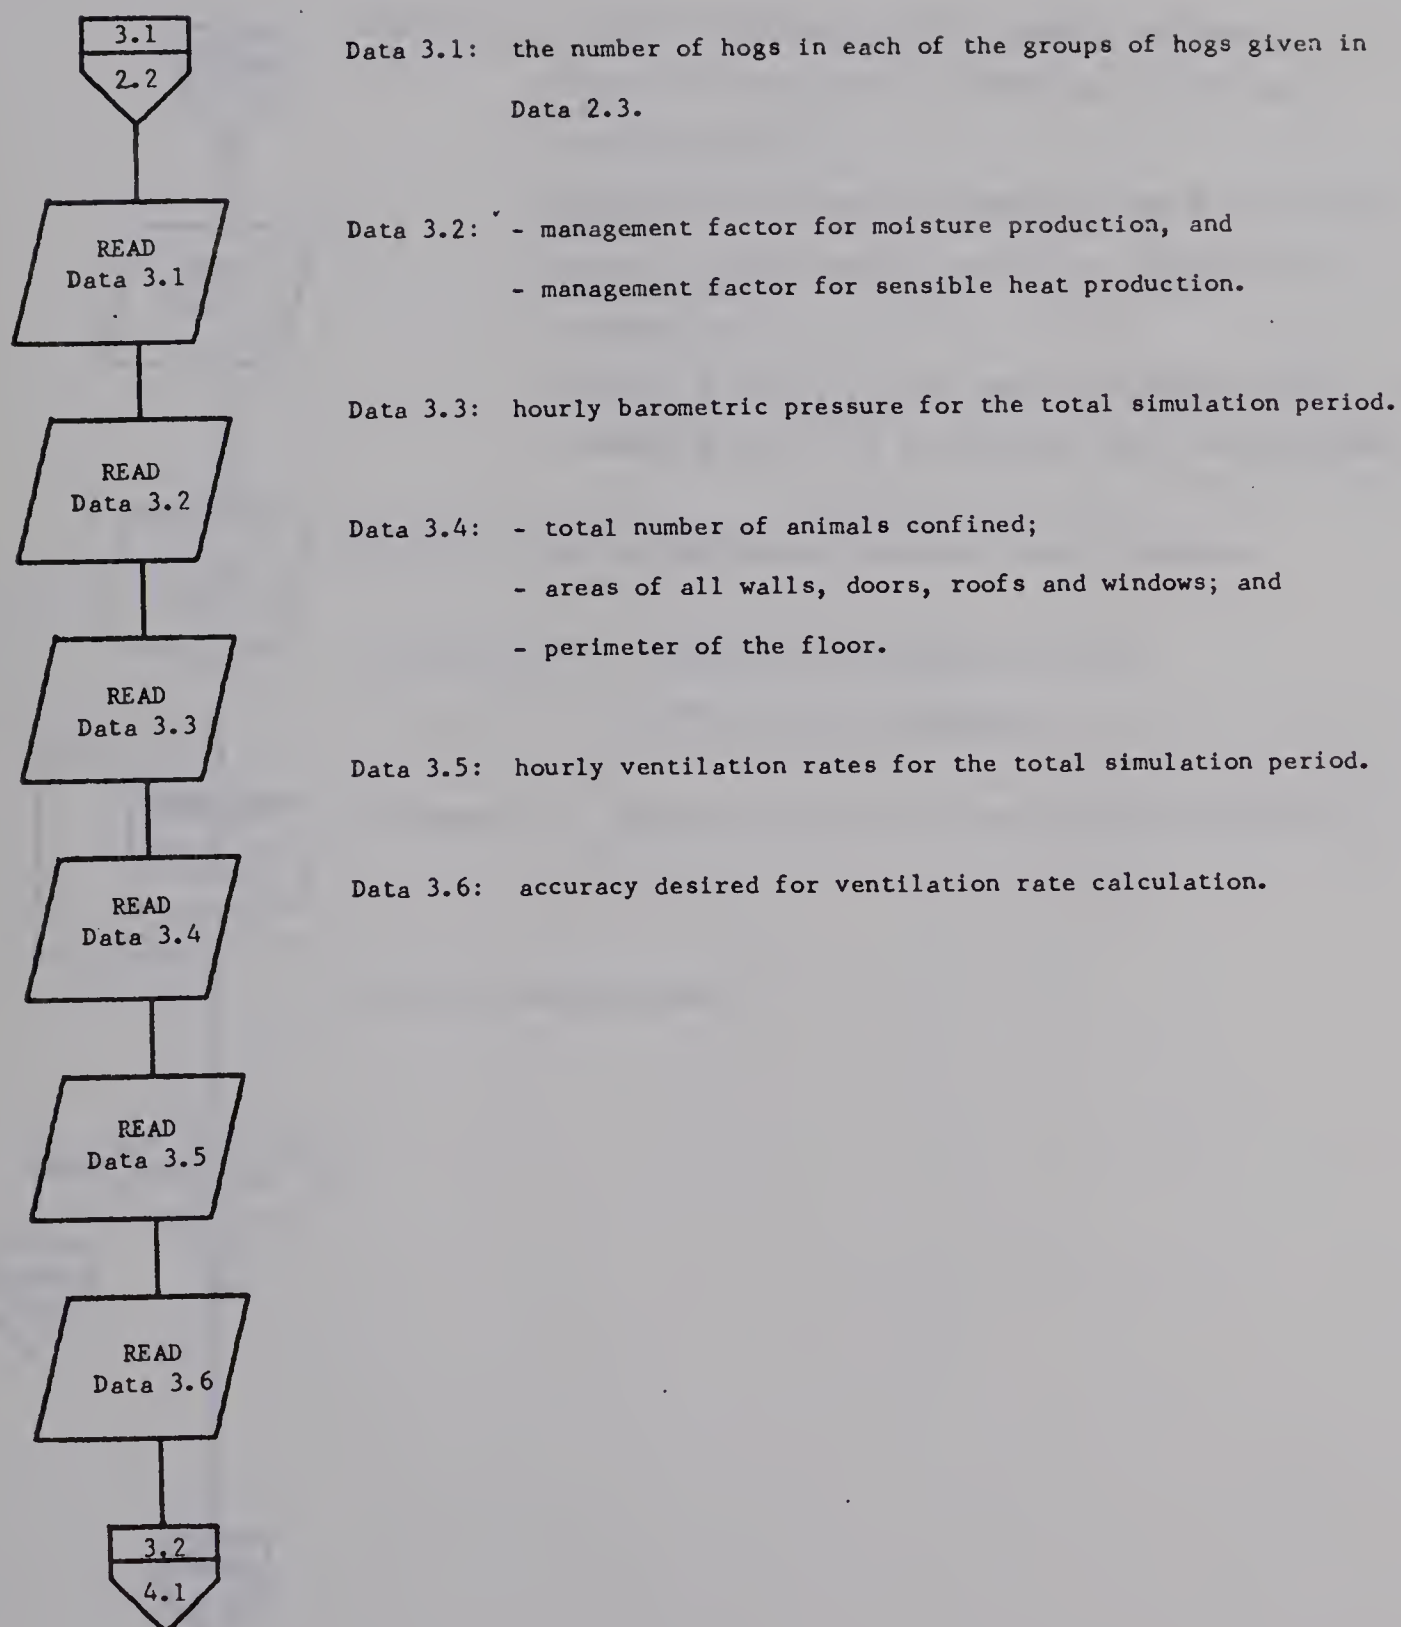 3.1
2.2
READ
Data 3.1
READ
Data 3.2
READ
Data 3.3
READ
Data 3.4
READ
Data 3.5
READ
Data 3.6
3.2
4.1
Data 3.1: the number of hogs in each of the groups of hogs given in
Data 2.3.
Data 3.2: - management factor for moisture production, and
- management factor for sensible heat production.
Data 3.3: hourly barometric pressure for the total simulation period.
Data 3.4: - total number of animals confined;
- areas of all walls, doors, roofs and windows; and
- perimeter of the floor.
Data 3.5: hourly ventilation rates for the total simulation period.
Data 3.6: accuracy desired for ventilation rate calculation.